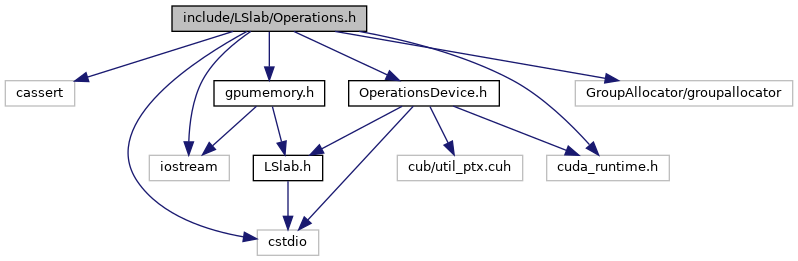 include/LSlab/Operations.h
cassert
gpumemory.h
OperationsDevice.h
GroupAllocator/groupallocator
iostream
LSlab.h
cub/util_ptx.cuh
cuda_runtime.h
cstdio